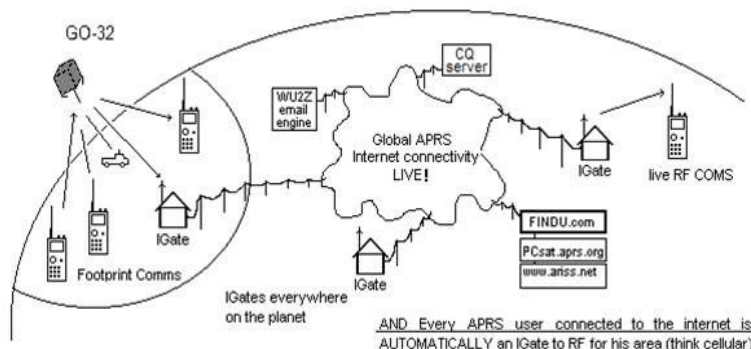 GO-32
CQ
server
WU2Z
email
engine
Global APRS
Internet connectivity
LIVE!
IGate
live RF COMS
IGate
Footprint Comms
IGate
FINDU.com
PCsat.aprs.org
www.ariss.net
IGates everywhere
on the planet
AND Every APRS user connected to the internet is
AUTOMATICALLY an IGate to RF for his area (think cellular)